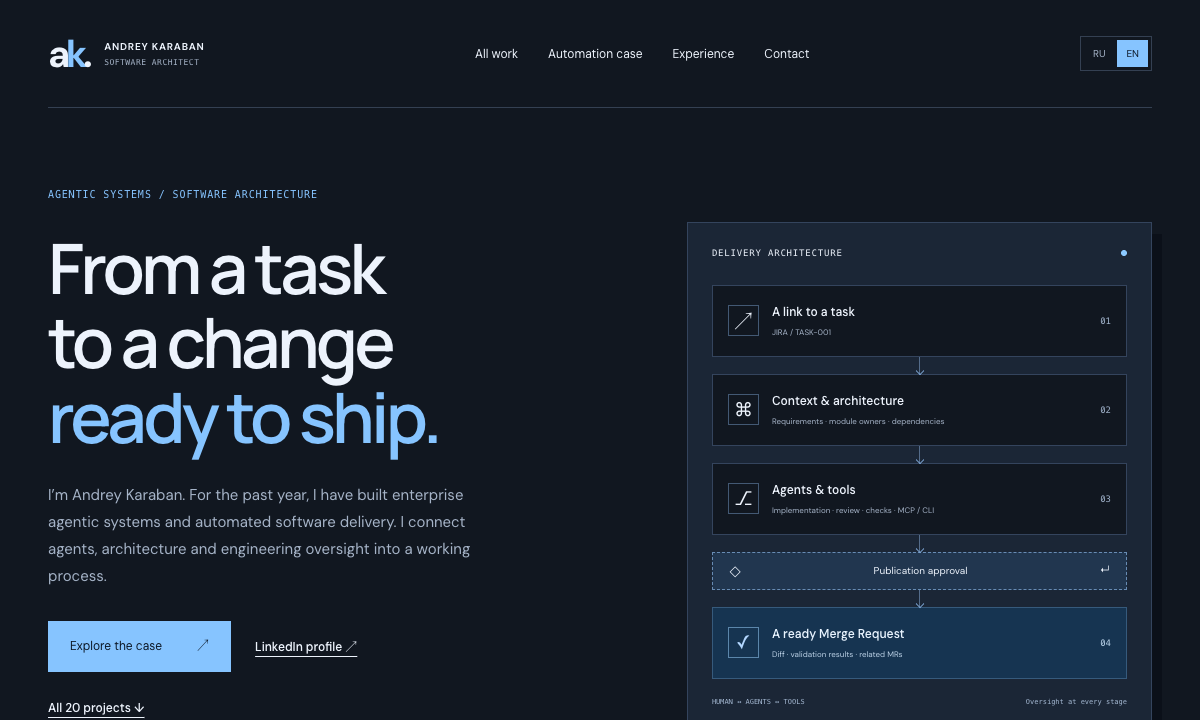 ak.
ANDREY KARABAN
SOFTWARE ARCHITECT
All work
Automation case
Experience
Contact
RU
EN
AGENTIC SYSTEMS / SOFTWARE ARCHITECTURE
From a task
to a change
ready to ship.
I’m Andrey Karaban. For the past year, I have built enterprise
agentic systems and automated software delivery. I connect
agents, architecture and engineering oversight into a working
process.
Explore the case ↗
LinkedIn profile ↗
All 20 projects ↓
DELIVERY ARCHITECTURE
A link to a task
JIRA / TASK-001
01
Context & architecture
Requirements · module owners · dependencies
02
Agents & tools
Implementation · review · checks · MCP / CLI
03
Publication approval
A ready Merge Request
Diff · validation results · related MRs
04
HUMAN ↔ AGENTS ↔ TOOLS
Oversight at every stage